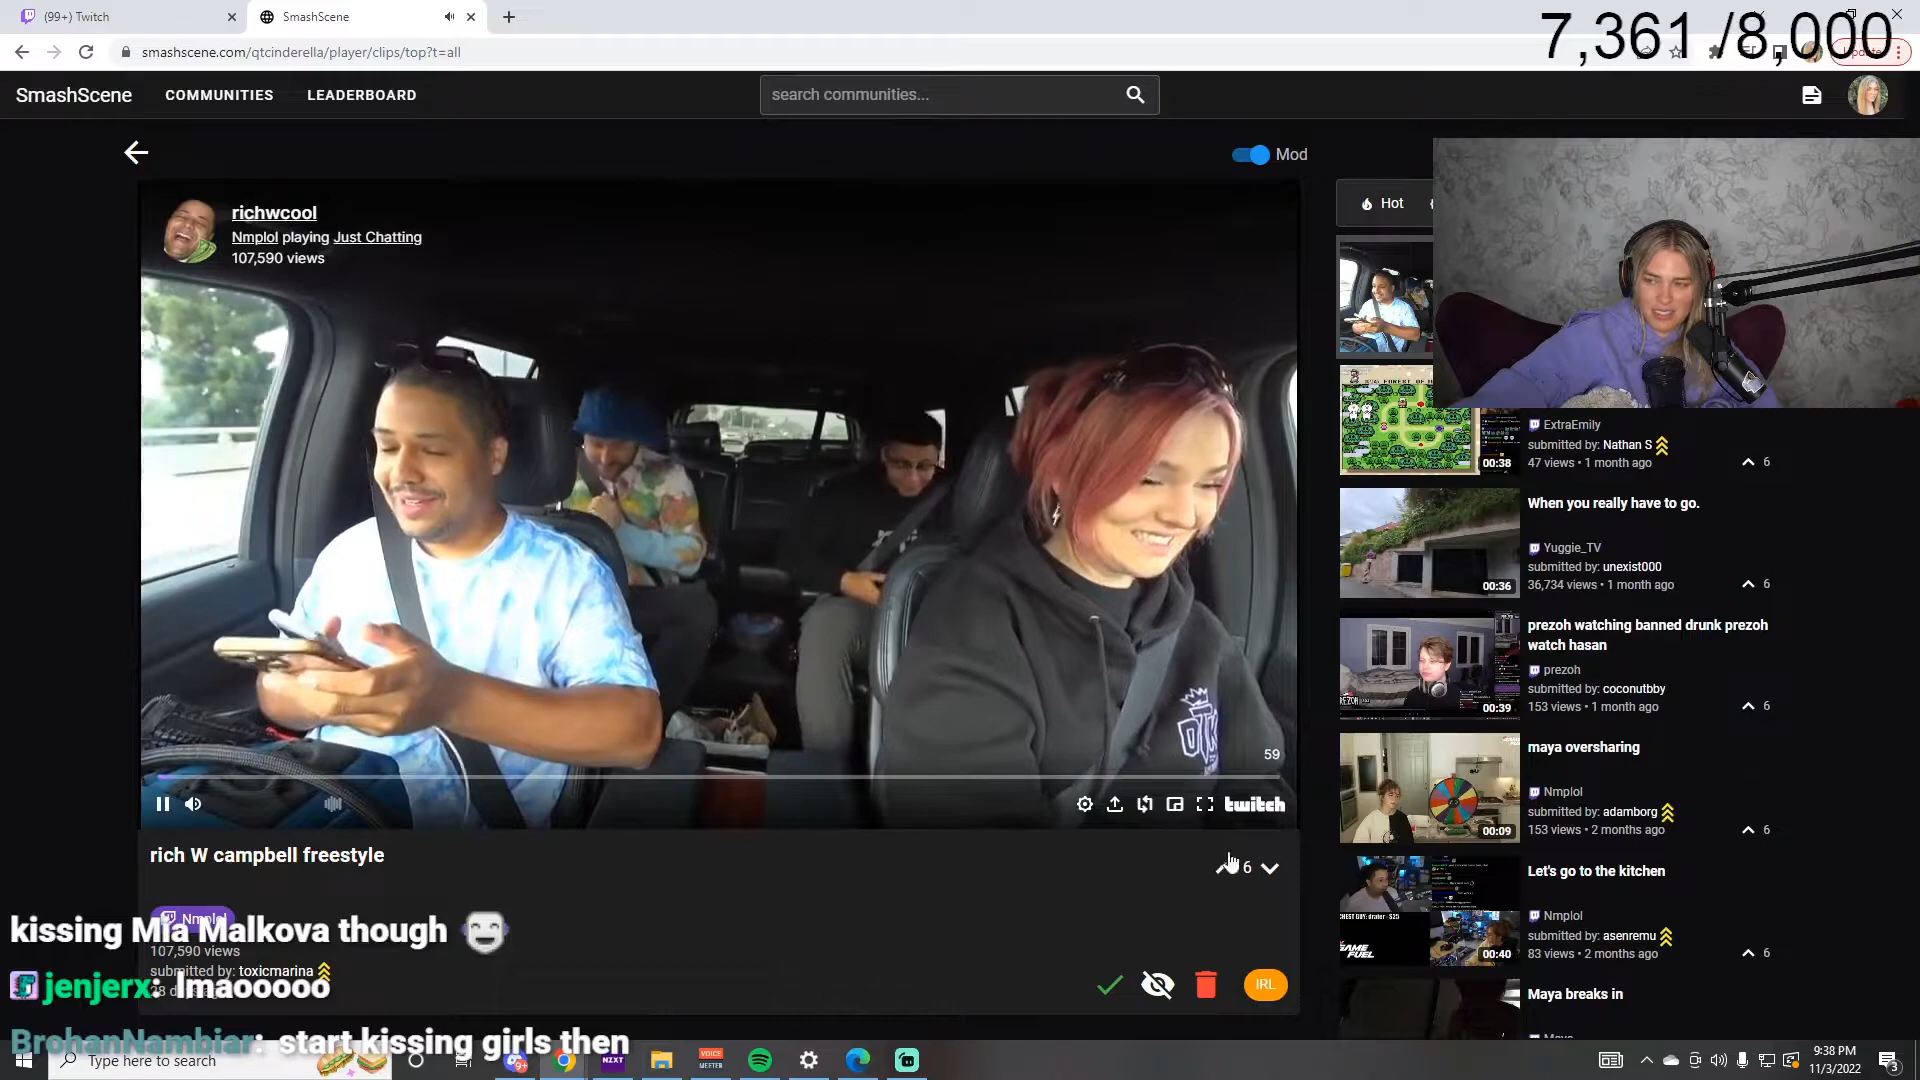 (99+) Twitch
SmashScene
7,361 /8,000
smashscene.com/qtcinderella/player/clips/top?t=all
SmashScene
COMMUNITIES
LEADERBOARD
search communities...
Mod
richwcool
Nmplol playing Just Chatting
107,590 views
Hot
59
twitch
rich W campbell freestyle
6
Nmplol
107,590 views
submitted by: toxicmarina
IRL
kissing Mia Malkova though
jenjerx: lmaooooo
BrohanNambiar: start kissing girls then
00:38
ExtraEmily
submitted by: Nathan S
47 views • 1 month ago
6
00:36
When you really have to go.
Yuggie_TV
submitted by: unexist000
36,734 views • 1 month ago
6
00:39
prezoh watching banned drunk prezoh
watch hasan
prezoh
submitted by: coconutbby
153 views • 1 month ago
6
00:09
maya oversharing
Nmplol
submitted by: adamborg
153 views • 2 months ago
6
GAME
FUEL
00:40
Let's go to the kitchen
Nmplol
submitted by: asenremu
83 views • 2 months ago
6
Maya breaks in
Type here to search
NZXT
VOICE
MEETER
9:38 PM
11/3/2022
3